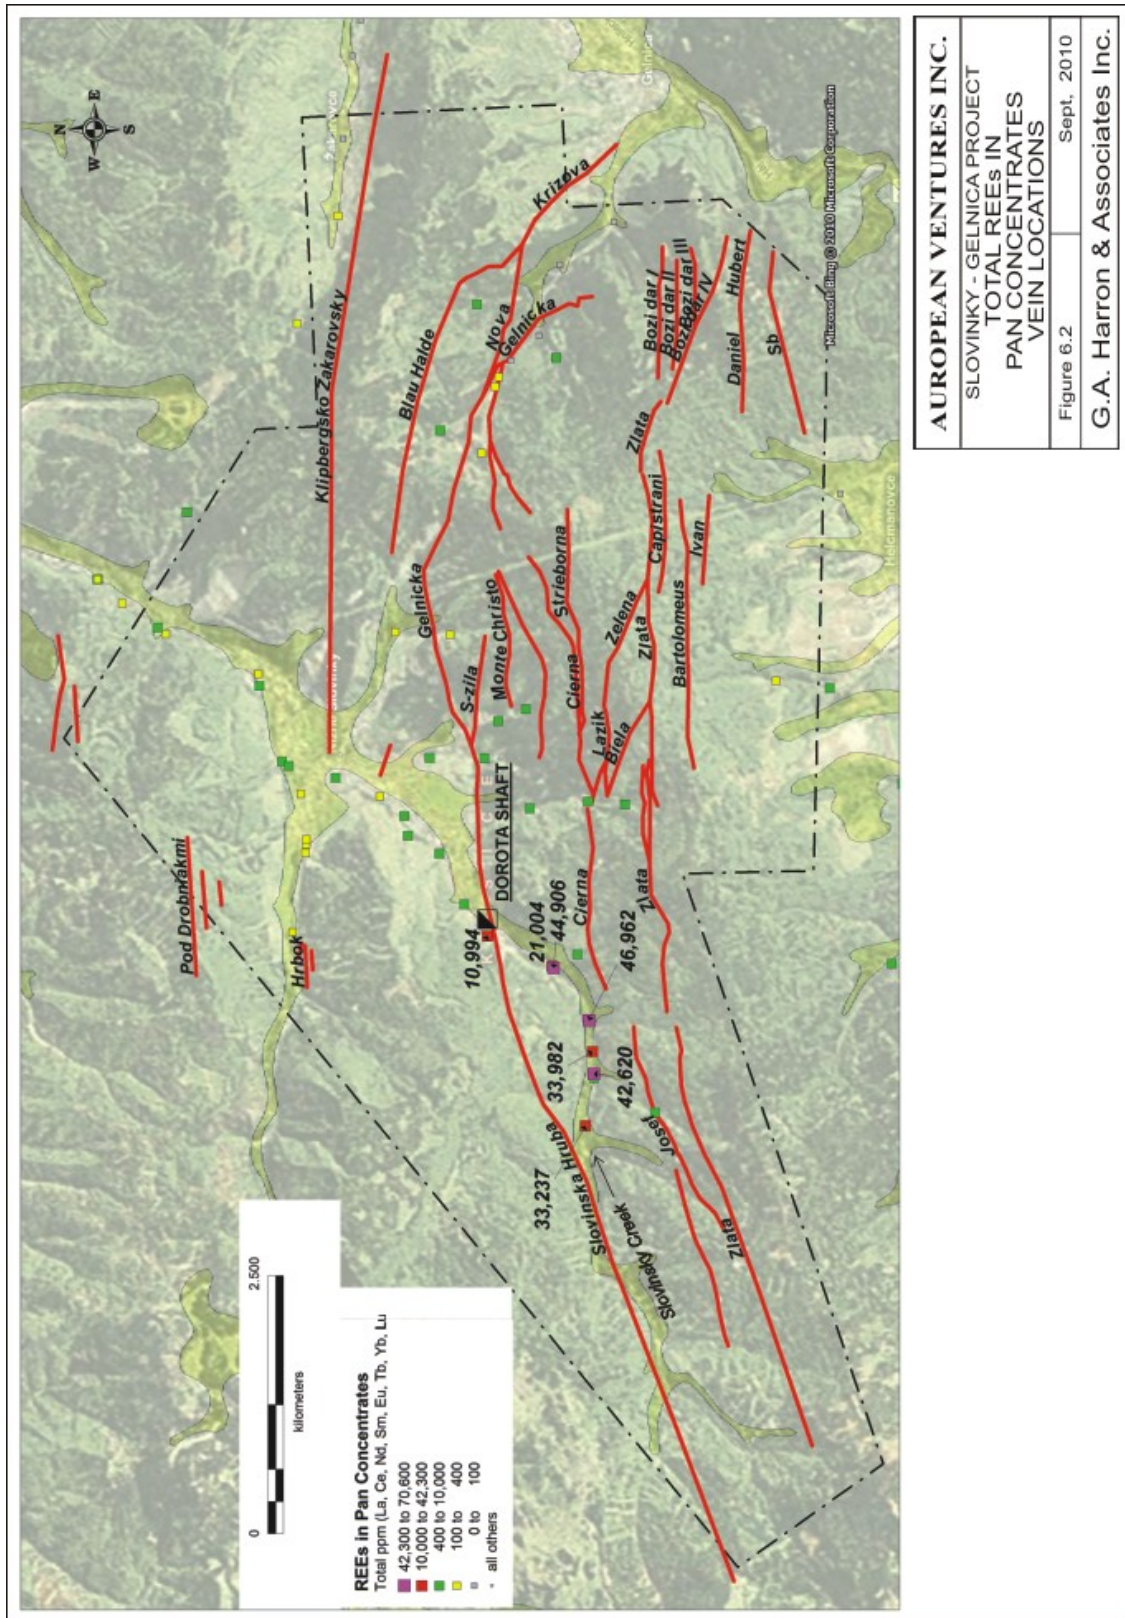 AUROPEAN VENTURES INC.
SLOVINKY - GELNICA PROJECT
TOTAL REEs IN
PAN CONCENTRATES
VEIN LOCATIONS
Figure 6.2
Sept, 2010
G.A. Harron & Associates Inc.
N
W
E
S
Klipbergsko Zakarovsky
Blau Halde
Krizova
Nova
Gelnicka
Gelnica
Bozi dar I
Bozi dar II
Bozi dar III
Bozi dar IV
Hubert
Daniel
Sb
Microsoft Bing © 2010 Microsoft Corporation
Zlata
Capistrani
Ivan
Bartolomeus
Helcmanovce
Gelnicka
S-zila
Monte Christo
Strieborna
Cierna
Zelena
Zlata
Lazik
Biela
DOROTA SHAFT
Pod Drobniakmi
Hrbok
10,994
21,004
44,906
Cierna
46,962
Zlata
33,982
42,620
33,237
Slovinska Hruba
Slovinsky Creek
Josef
Zlata
0
2.500
kilometers
REEs in Pan Concentrates
Total ppm (La, Ce, Nd, Sm, Eu, Tb, Yb, Lu
42,300 to 70,600
10,000 to 42,300
400 to 10,000
100 to 400
0 to 100
all others